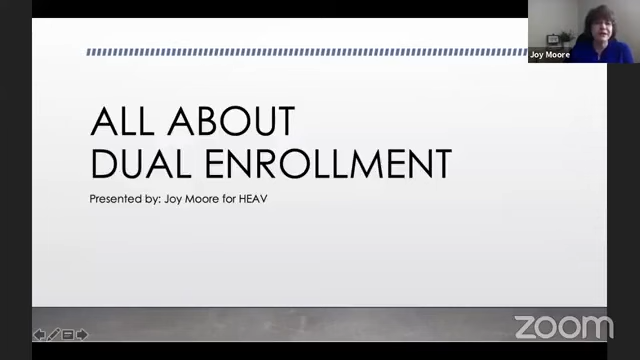 Joy Moore
ALL ABOUT
DUAL ENROLLMENT
Presented by: Joy Moore for HEAV
zoom